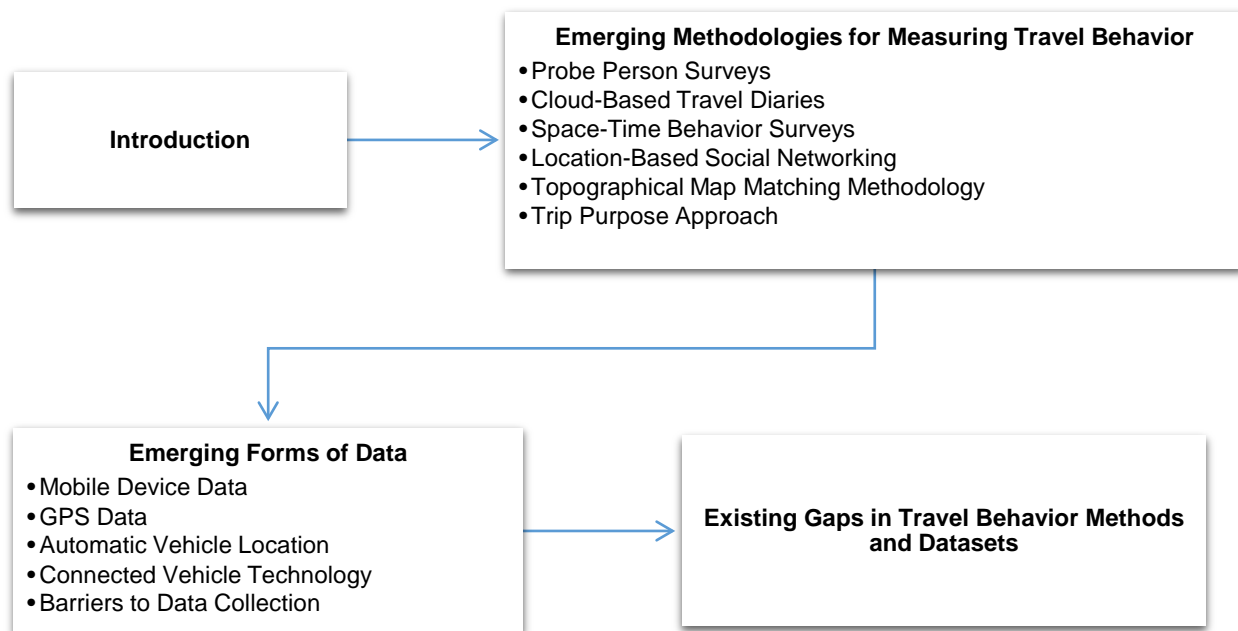 Introduction
Emerging Methodologies for Measuring Travel Behavior
•Probe Person Surveys
•Cloud-Based Travel Diaries
•Space-Time Behavior Surveys
•Location-Based Social Networking
•Topographical Map Matching Methodology
•Trip Purpose Approach
Emerging Forms of Data
•Mobile Device Data
•GPS Data
•Automatic Vehicle Location
•Connected Vehicle Technology
•Barriers to Data Collection
Existing Gaps in Travel Behavior Methods
and Datasets